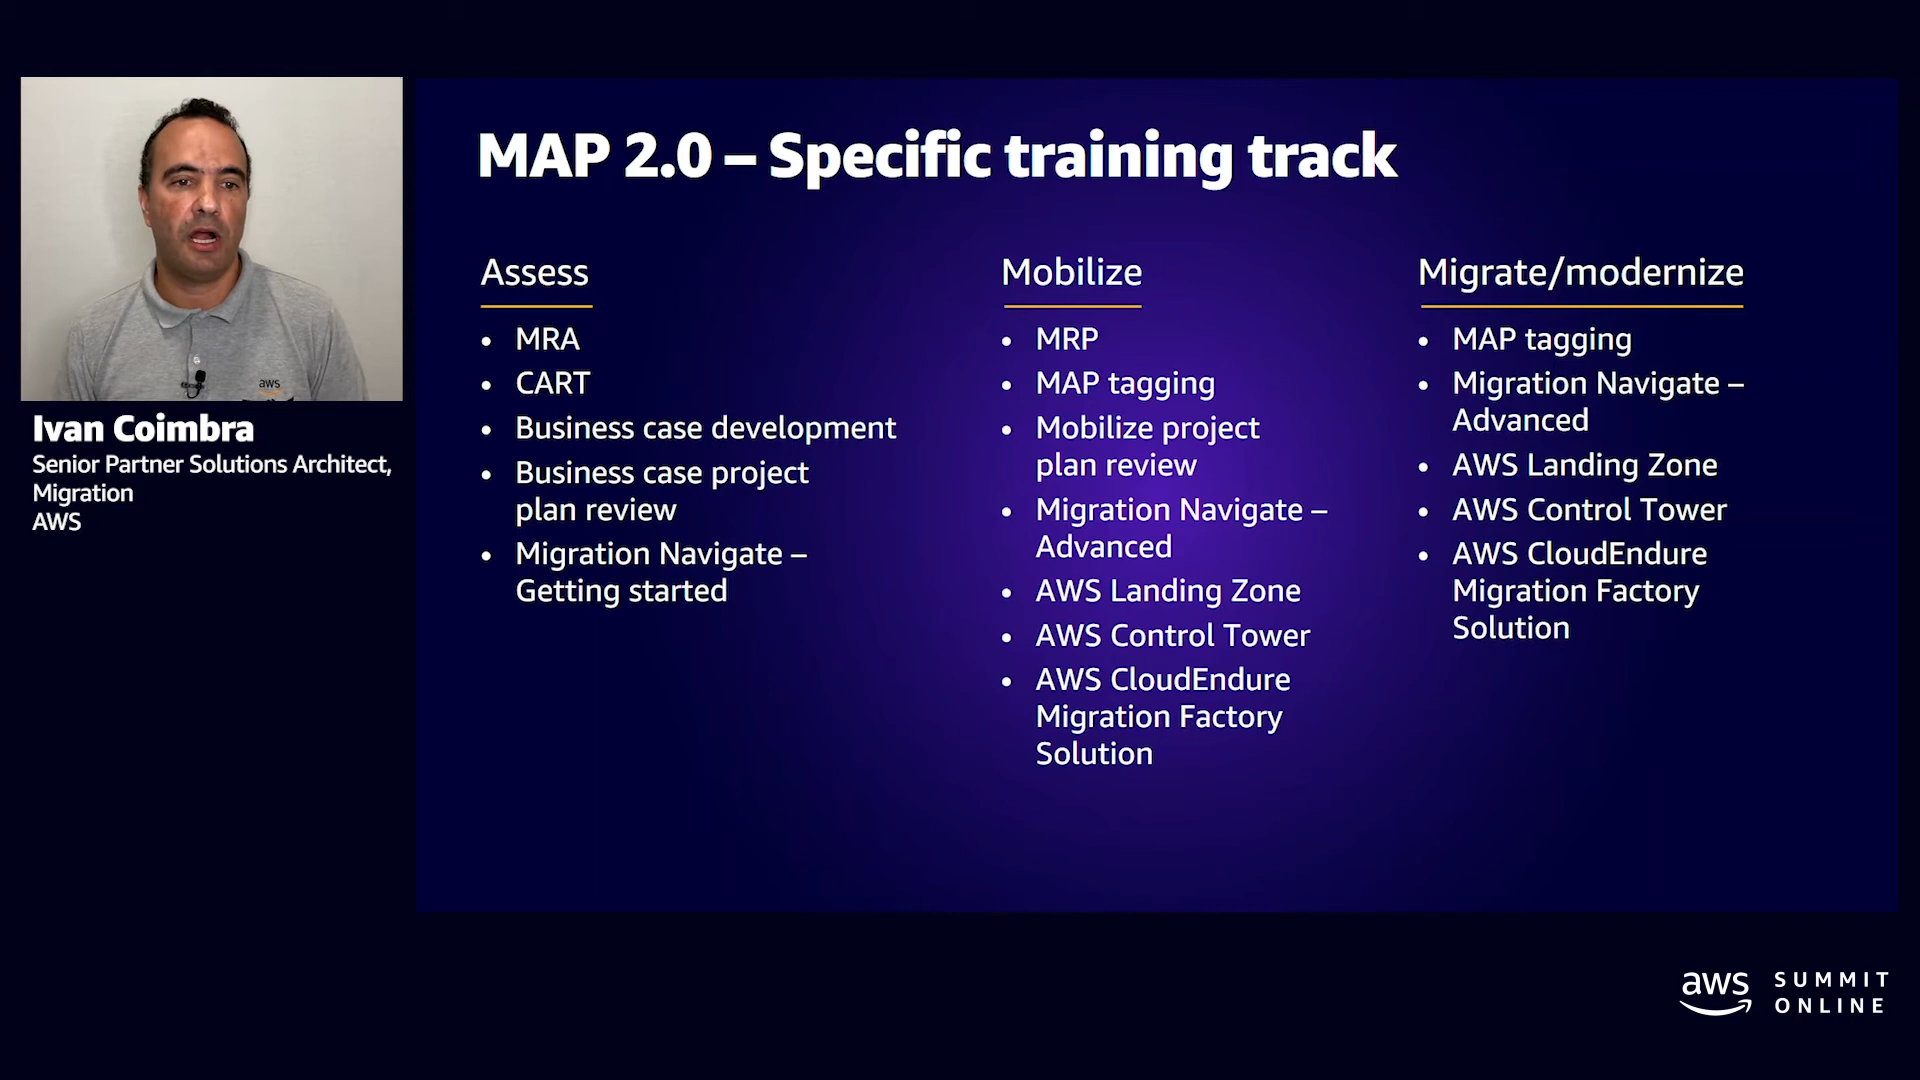 MAP 2.0 – Specific training track
Assess
• MRA
• CART
• Business case development
• Business case project
plan review
• Migration Navigate –
Getting started
Mobilize
• MRP
• MAP tagging
• Mobilize project
plan review
• Migration Navigate –
Advanced
• AWS Landing Zone
• AWS Control Tower
• AWS CloudEndure
Migration Factory
Solution
Migrate/modernize
• MAP tagging
• Migration Navigate –
Advanced
• AWS Landing Zone
• AWS Control Tower
• AWS CloudEndure
Migration Factory
Solution
aws
Ivan Coimbra
Senior Partner Solutions Architect,
Migration
AWS
aws
SUMMIT
ONLINE